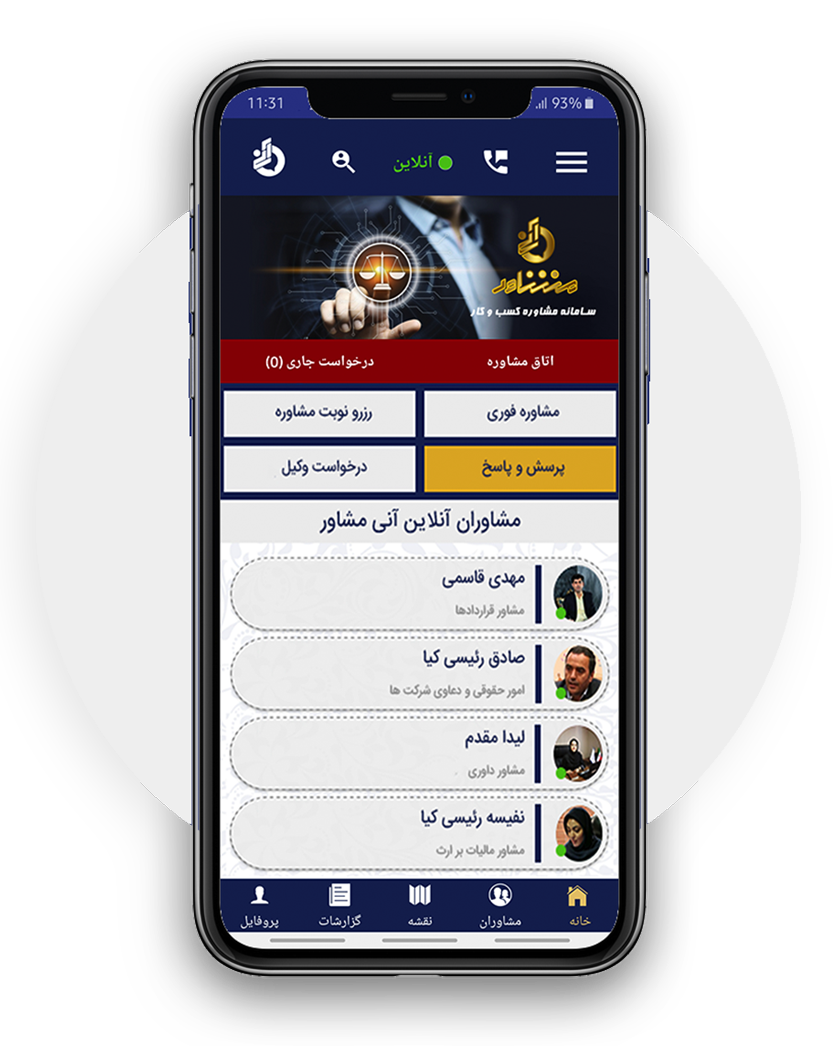 11:31
93%
آنلاین
آنی
مشاور
سامانه مشاوره کسب و کار
اتاق مشاوره
درخواست جاری (0)
مشاوره فوری
رزرو نوبت مشاوره
پرسش و پاسخ
درخواست وکیل
مشاوران آنلاین آنی مشاور
مهدی قاسمی
مشاور قراردادها
صادق رئیسی کیا
امور حقوقی و دعاوی شرکت ها
لیدا مقدم
مشاور داوری
نفیسه رئیسی کیا
مشاور مالیات بر ارث
خانه
مشاوران
نقشه
گزارشات
پروفایل